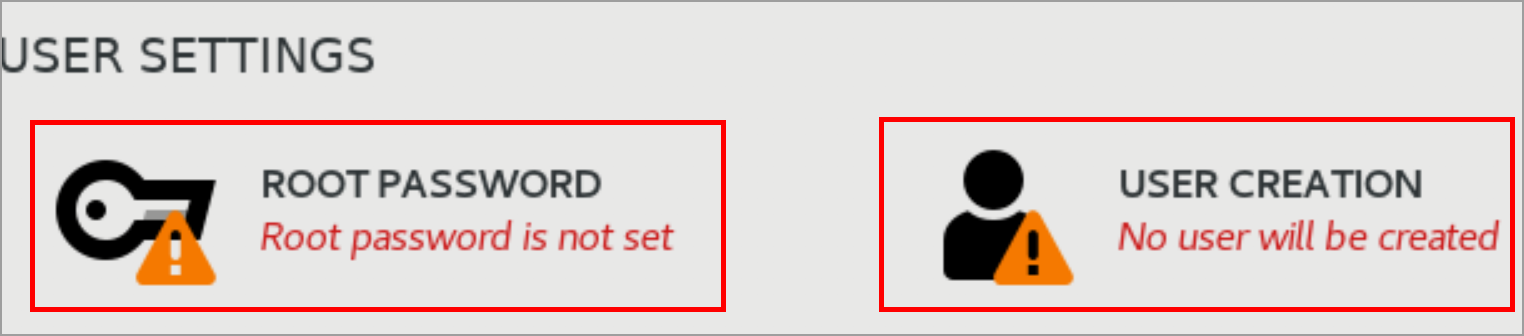 USER SETTINGS
ROOT PASSWORD
Root password is not set
USER CREATION
No user will be created